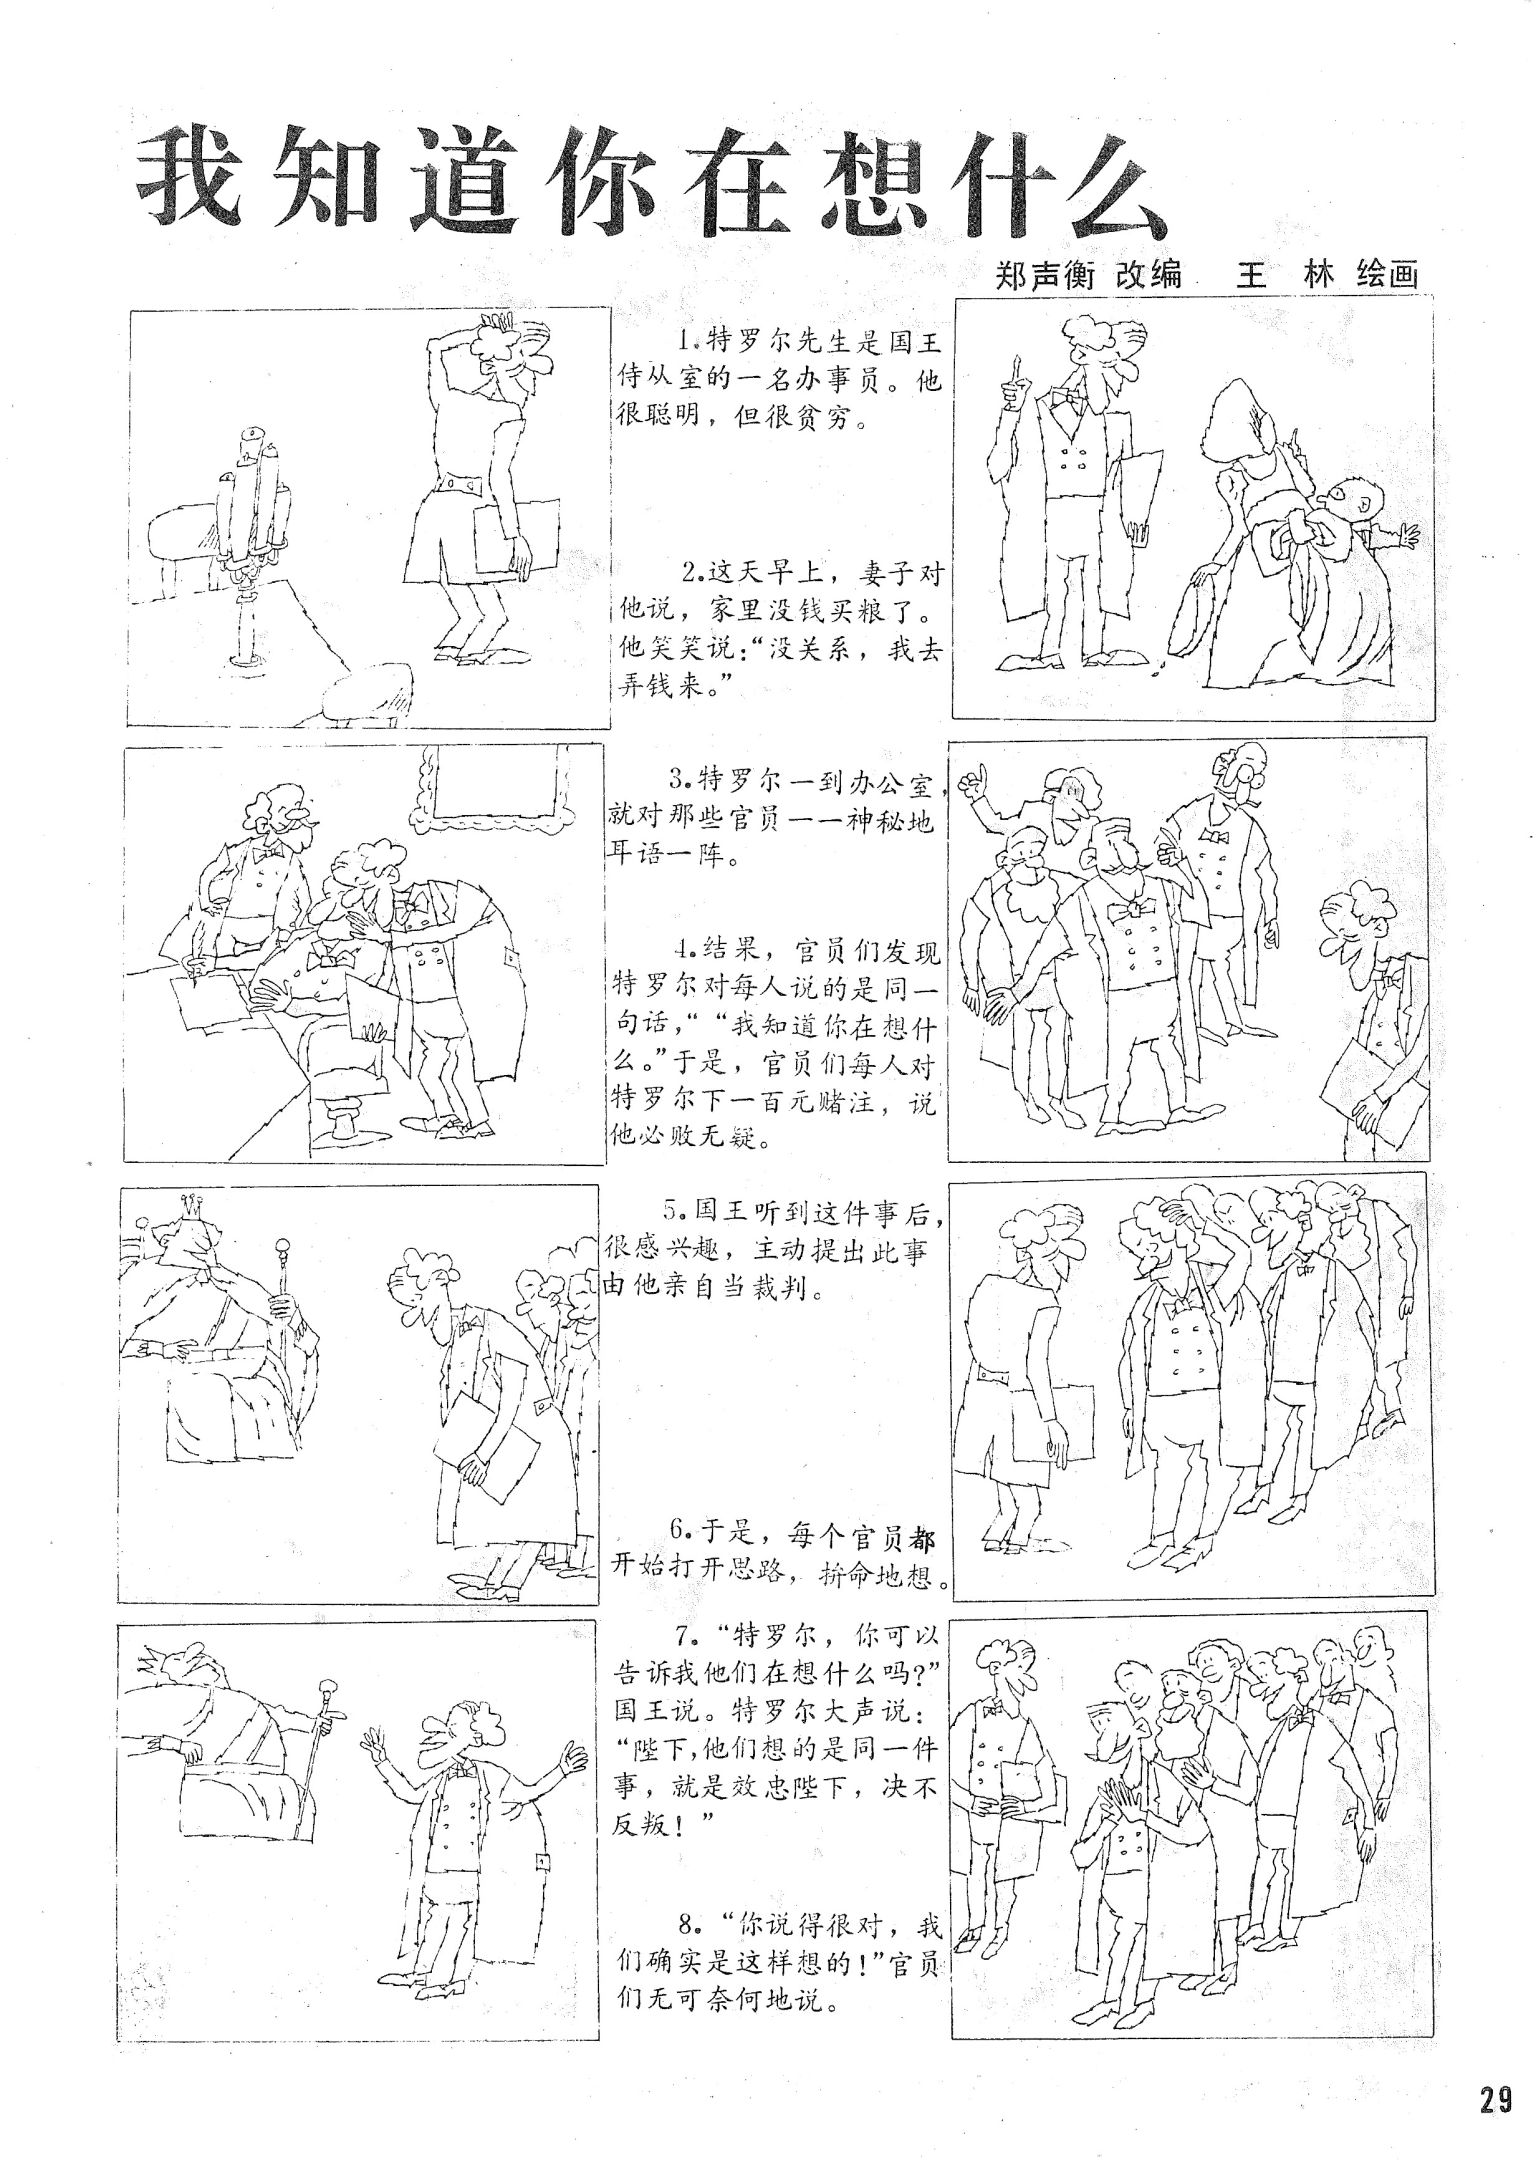 我知道你在想什么
郑声衡 改编 王 林 绘画
1.特罗尔先生是国王
侍从室的一名办事员。他
很聪明，但很贫穷。
2.这天早上，妻子对
他说，家里没钱买粮了。
他笑笑说：“没关系，我去
弄钱来。”
3.特罗尔一到办公室，
就对那些官员一一神秘地
耳语一阵。
4.结果，官员们发现
特罗尔对每人说的是同一
句话，“ “我知道你在想什
么。”于是，官员们每人对
特罗尔下一百元赌注，说
他必败无疑。
5.国王听到这件事后，
很感兴趣，主动提出此事
由他亲自当裁判。
6.于是，每个官员都
开始打开思路，拚命地想。
7.“特罗尔，你可以
告诉我他们在想什么吗？”
国王说。特罗尔大声说：
“陛下，他们想的是同一件
事，就是效忠陛下，决不
反叛！”
8.“你说得很对，我
们确实是这样想的！”官员
们无可奈何地说。
29